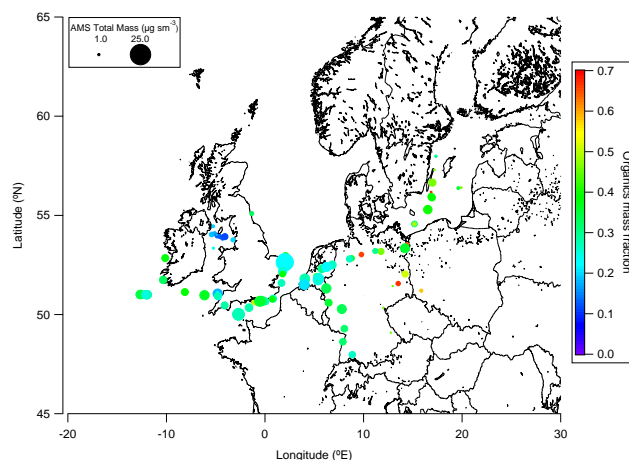 AMS Total Mass (µg sm⁻³)
1.0 25.0
65
60
55
50
45
Latitude (ºN)
-20 -10 0 10 20 30
Longitude (ºE)
0.7
0.6
0.5
0.4
0.3
0.2
0.1
0.0
Organics mass fraction